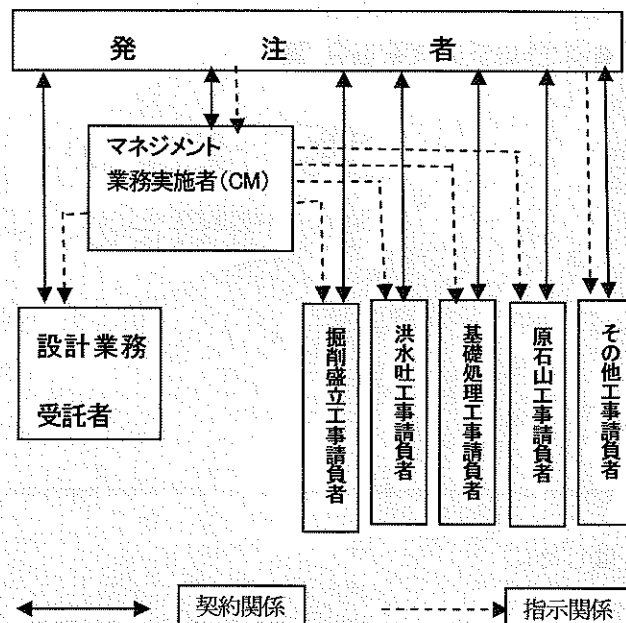 発注者
マネジメント
業務実施者(CM)
設計業務
受託者
掘削盛立工事請負者
洪水吐工事請負者
基礎処理工事請負者
原石山工事請負者
その他工事請負者
契約関係
指示関係